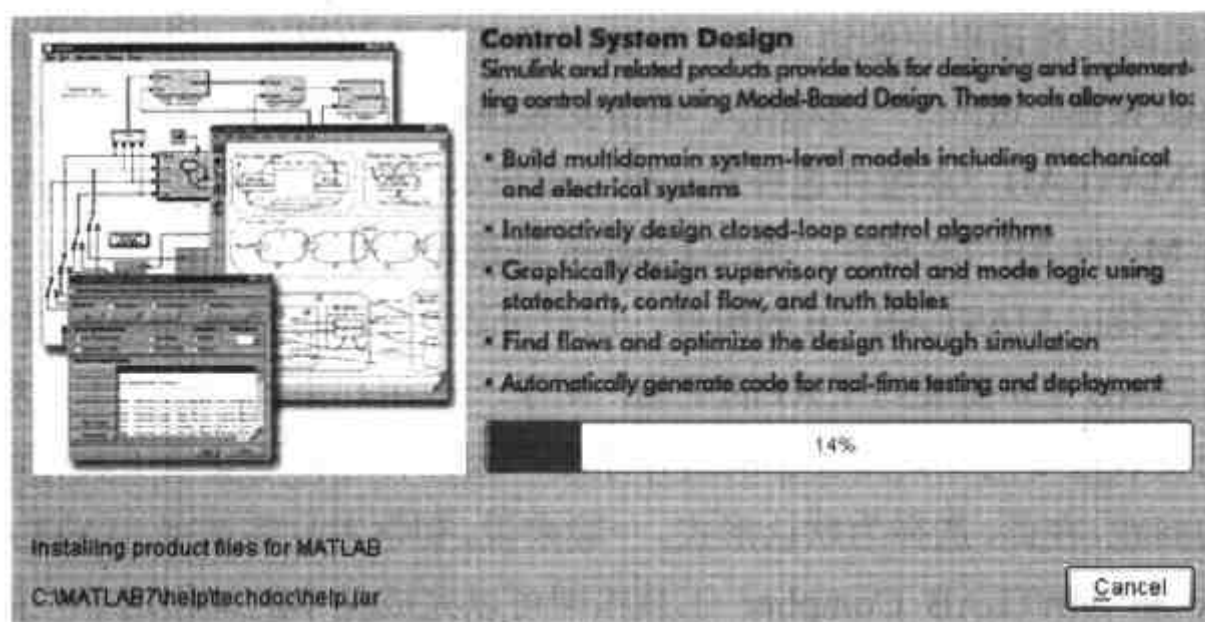 Control System Design
Simulink and related products provide tools for designing and implement-
ting control systems using Model-Based Design. These tools allow you to:
• Build multidomain system-level models including mechanical
and electrical systems
• Interactively design closed-loop control algorithms
• Graphically design supervisory control and mode logic using
statecharts, control flow, and truth tables
• Find flaws and optimize the design through simulation
• Automatically generate code for real-time testing and deployment
14%
Installing product files for MATLAB
C:\MATLAB7\help\techdoc\help.jar
Cancel